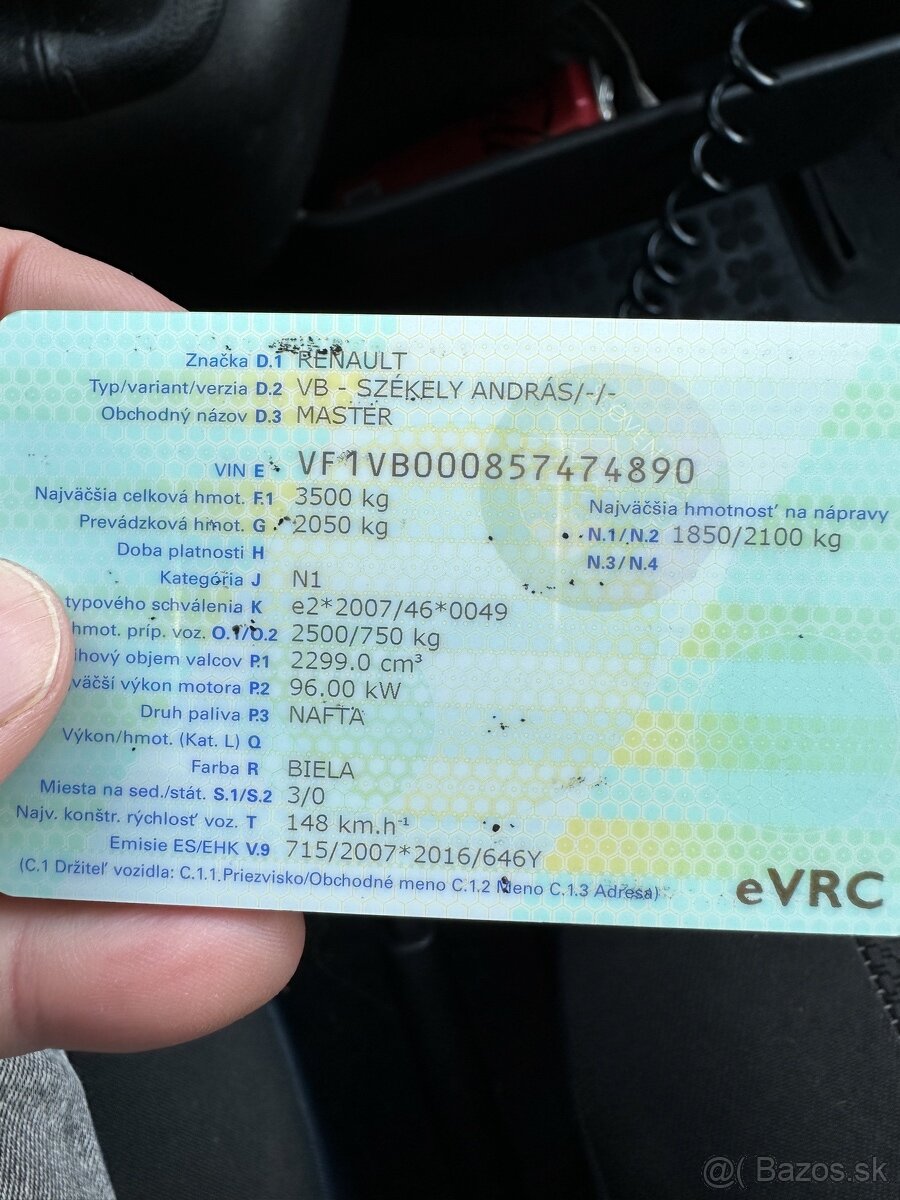 Značka D.1 RENAULT
Typ/variant/verzia D.2 VB - SZÉKELY ANDRÁS/-/-
Obchodný názov D.3 MASTER
VIN E VF1VB000857474890
Najväčšia celková hmot. F.1 3500 kg
Najväčšia hmotnosť na nápravy
Prevádzková hmot. G 2050 kg
N.1/N.2 1850/2100 kg
Doba platnosti H
N.3/N.4
Kategória J N1
typového schválenia K e2*2007/46*0049
hmot. príp. voz. O.1/O.2 2500/750 kg
ihový objem valcov P.1 2299.0 cm³
väčší výkon motora P.2 96.00 kW
Druh paliva P.3 NAFTA
Výkon/hmot. (Kat. L) Q
Farba R BIELA
Miesta na sed./stát. S.1/S.2 3/0
Najv. konštr. rýchlosť voz. T 148 km.h⁻¹
Emisie ES/EHK V.9 715/2007*2016/646Y
(C.1 Držiteľ vozidla: C.1.1.Priezvisko/Obchodné meno C.1.2 Meno C.1.3 Adresa)
eVRC
@( Bazos.sk